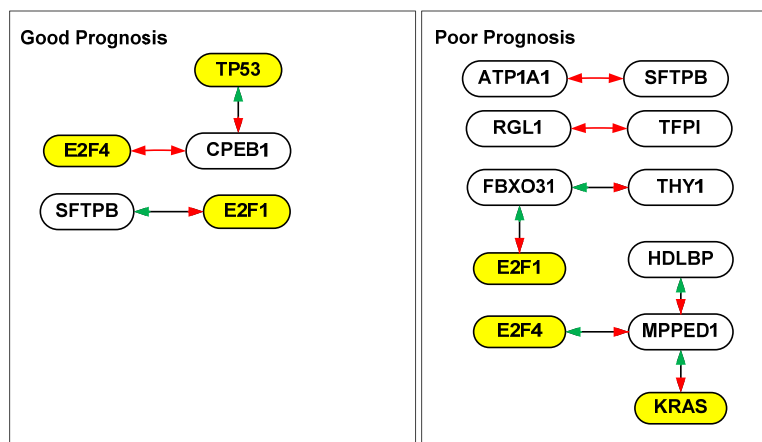 Good Prognosis
TP53
E2F4
CPEB1
SFTPB
E2F1
Poor Prognosis
ATP1A1
SFTPB
RGL1
TFPI
FBXO31
THY1
E2F1
HDLBP
E2F4
MPPED1
KRAS